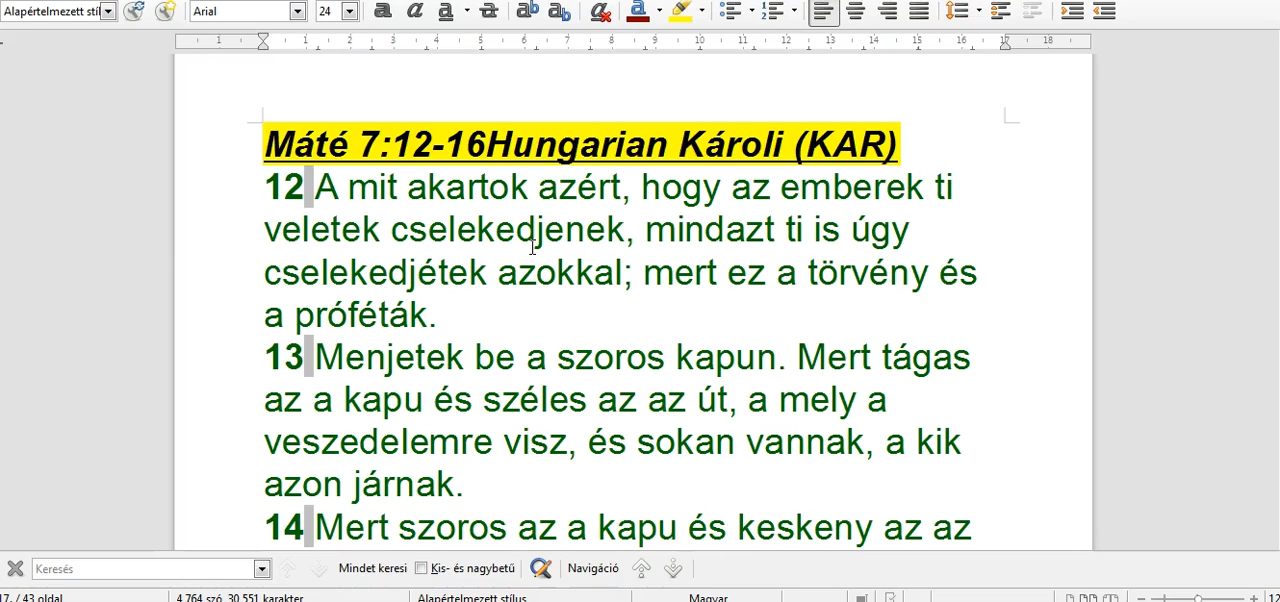 Alapértelmezett stíl Arial 24
1 1 2 3 4 5 6 7 8 9 10 11 12 13 14 15 16 17 18
Máté 7:12-16Hungarian Károli (KAR)
12 A mit akartok azért, hogy az emberek ti
veletek cselekedjenek, mindazt ti is úgy
cselekedjétek azokkal; mert ez a törvény és
a próféták.
13 Menjetek be a szoros kapun. Mert tágas
az a kapu és széles az az út, a mely a
veszedelemre visz, és sokan vannak, a kik
azon járnak.
14 Mert szoros az a kapu és keskeny az az
Keresés Mindet keresi Kis- és nagybetű Navigáció
17. / 43 oldal 4 764 szó, 30 551 karakter Alapértelmezett stílus Magyar